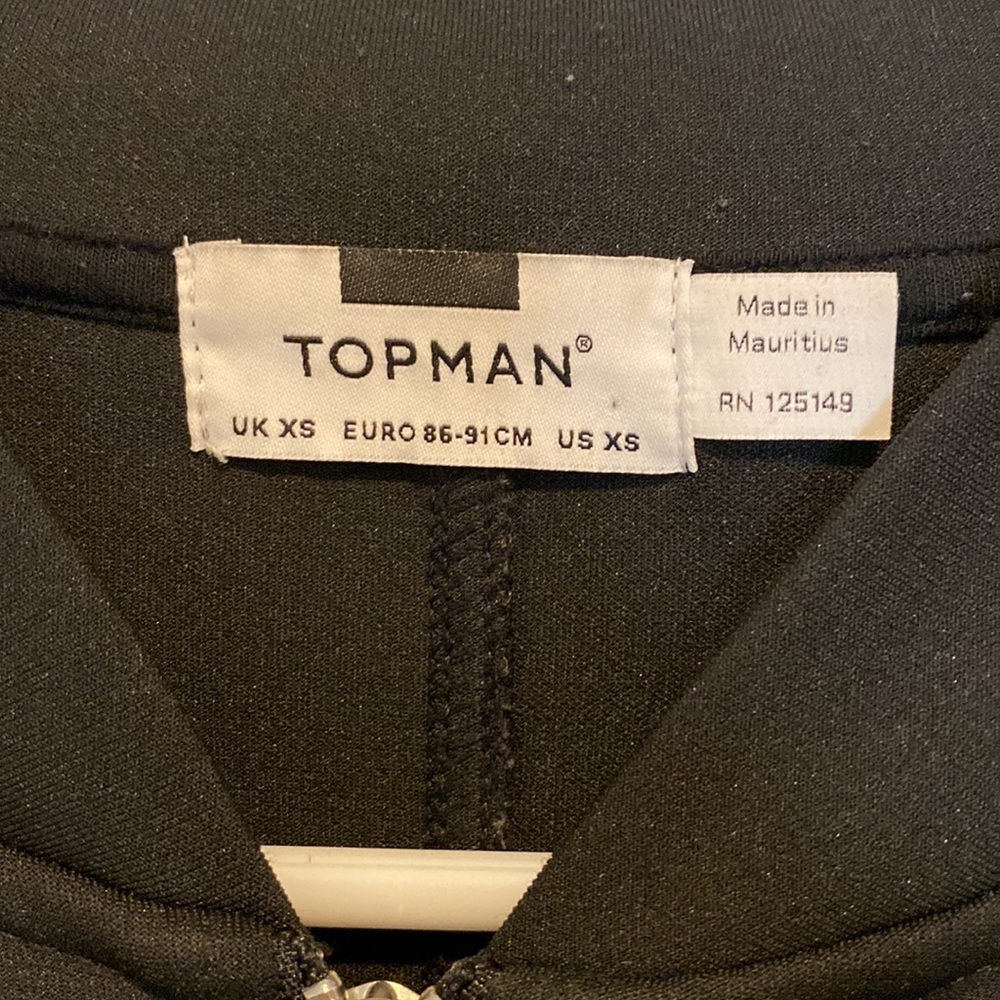 TOPMAN®
UK XS EURO 86-91CM US XS
Made in
Mauritius
RN 125149